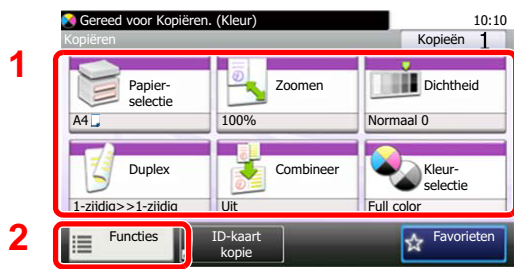 Gereed voor Kopiëren. (Kleur)
10:10
Kopiëren
Kopieën 1
1
Papier-
selectie
A4
Zoomen
100%
Dichtheid
Normaal 0
Duplex
1-zijdig>>1-zijdig
Combineer
Uit
Kleur-
selectie
Full color
2
Functies
ID-kaart
kopie
Favorieten